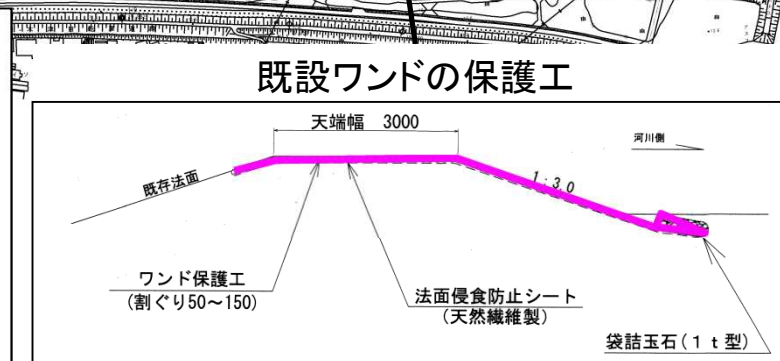 既設ワンドの保護工
天端幅 3000
河川側
既存法面
1:3.0
ワンド保護工
(割ぐり50～150)
法面侵食防止シート
(天然繊維製)
袋詰玉石(1t型)